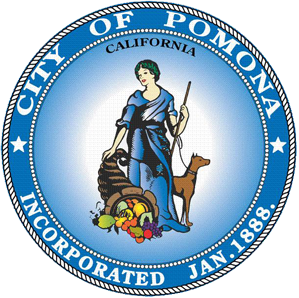 CITY OF POMONA
CALIFORNIA
INCORPORATED JAN. 1888.